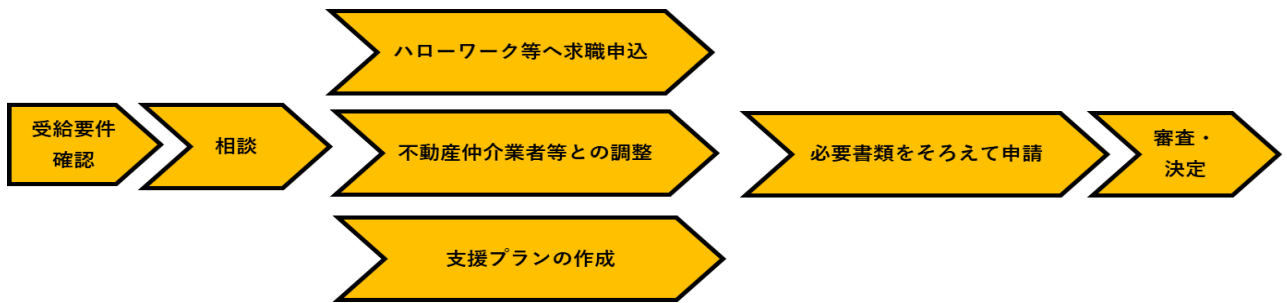 受給要件
確認
相談
ハローワーク等へ求職申込
不動産仲介業者等との調整
支援プランの作成
必要書類をそろえて申請
審査・
決定